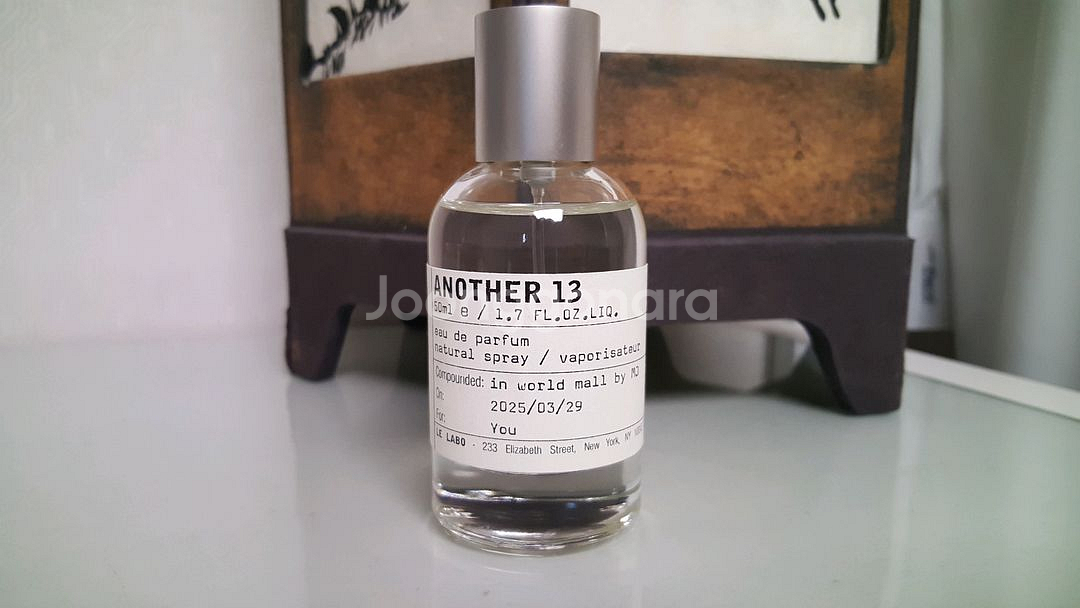 ANOTHER 13
50ml e / 1.7 FL.OZ.LIQ.
eau de parfum
natural spray / vaporisateur
Compounded: in world mall by MJ
On: 2025/03/29
For: You
LE LABO - 233 Elizabeth Street, New York, NY